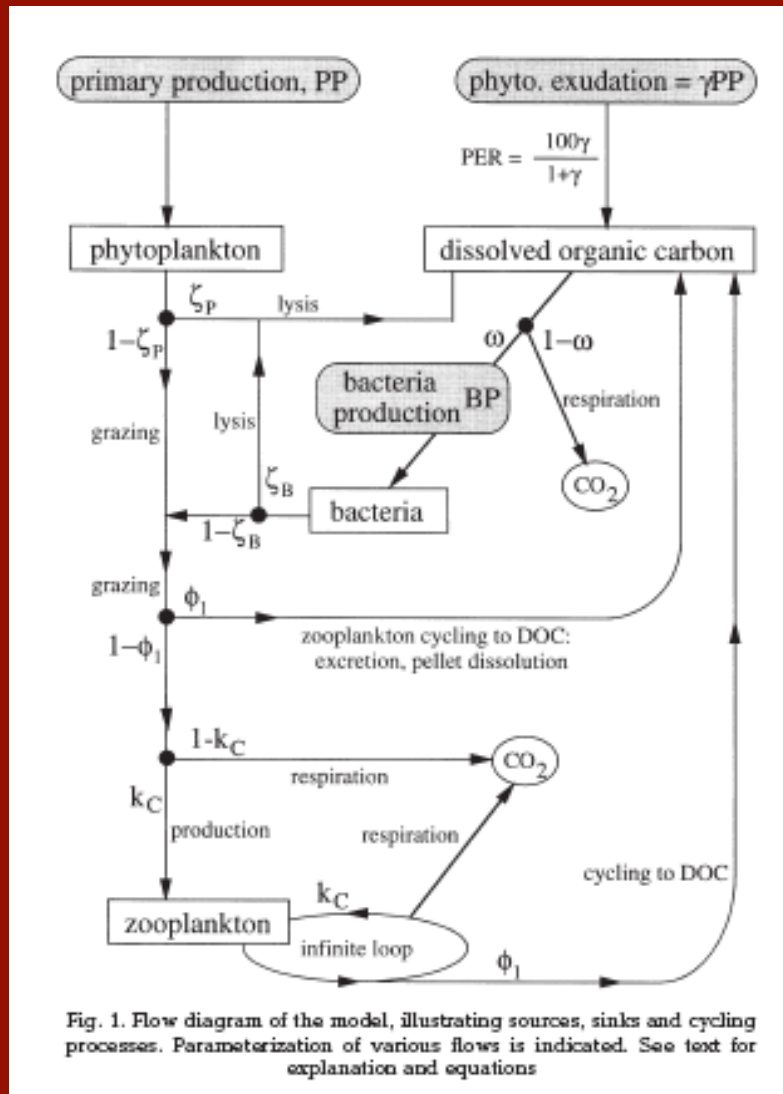 primary production, PP
phyto. exudation = γPP
PER = 100γ
1+γ
phytoplankton
dissolved organic carbon
ζP
lysis
1–ζP
ω
1–ω
bacteria
production BP
respiration
grazing
lysis
CO2
ζB
bacteria
1–ζB
grazing
ϕ1
zooplankton cycling to DOC:
excretion, pellet dissolution
1–ϕ1
1-kC
CO2
respiration
kC
production
respiration
cycling to DOC
kC
zooplankton
infinite loop
ϕ1
Fig. 1. Flow diagram of the model, illustrating sources, sinks and cycling
processes. Parameterization of various flows is indicated. See text for
explanation and equations